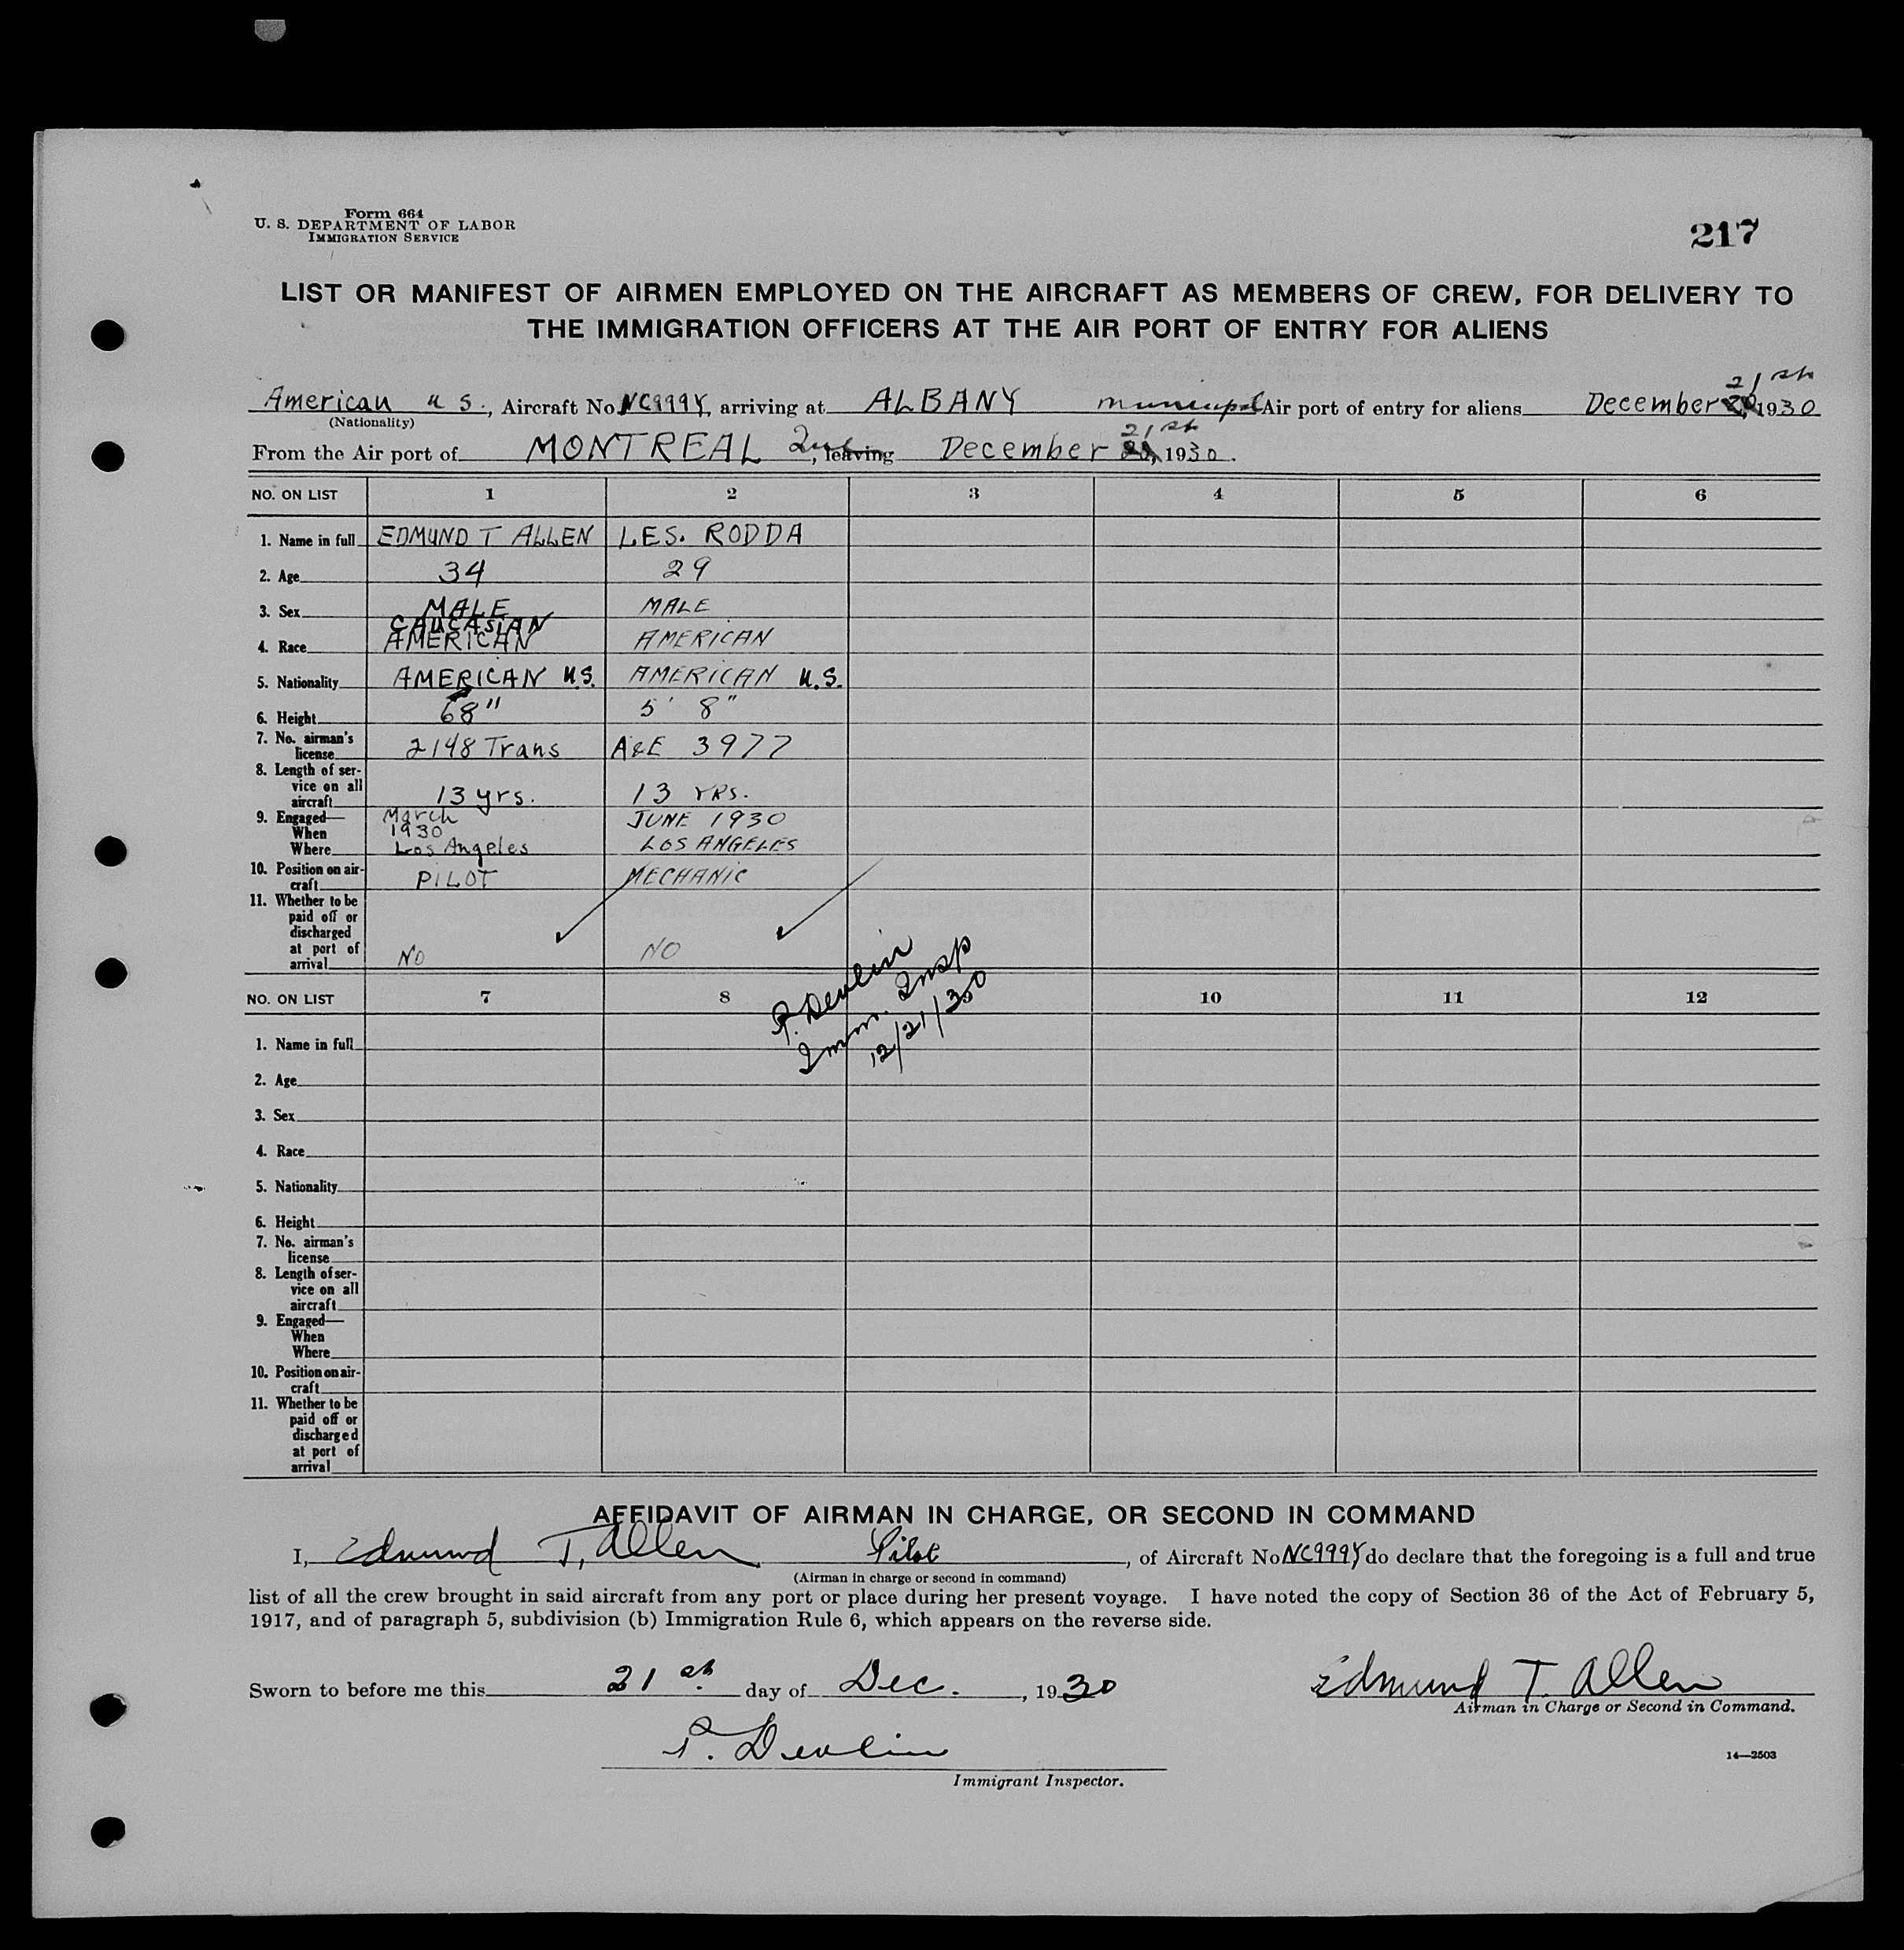 Form 664
U. S. DEPARTMENT OF LABOR
IMMIGRATION SERVICE
217
LIST OR MANIFEST OF AIRMEN EMPLOYED ON THE AIRCRAFT AS MEMBERS OF CREW, FOR DELIVERY TO
THE IMMIGRATION OFFICERS AT THE AIR PORT OF ENTRY FOR ALIENS
21st
American U S., Aircraft No. NC999Y, arriving at ALBANY municipal Air port of entry for aliens December 1930
(Nationality)
21st
From the Air port of MONTREAL Que, leaving December , 1930.
NO. ON LIST 1 2 3 4 5 6
1. Name in full EDMUND T ALLEN LES. RODDA
2. Age 34 29
3. Sex MALE MALE
CAUCASIAN
4. Race AMERICAN AMERICAN
5. Nationality AMERICAN U.S. AMERICAN U.S.
6. Height 68" 5' 8"
7. No. airman's
license 2148 Trans A&E 3977
8. Length of ser-
vice on all
aircraft 13 yrs. 13 YRS.
9. Engaged— March JUNE 1930
When 1930
Where Los Angeles LOS ANGELES
10. Position on air-
craft PILOT MECHANIC
11. Whether to be
paid off or
discharged
at port of
arrival NO NO
P. Devlin
Imm. Insp
12/21/30
NO. ON LIST 7 8 10 11 12
1. Name in full
2. Age
3. Sex
4. Race
5. Nationality
6. Height
7. No. airman's
license
8. Length of ser-
vice on all
aircraft
9. Engaged—
When
Where
10. Position on air-
craft
11. Whether to be
paid off or
discharged
at port of
arrival
AFFIDAVIT OF AIRMAN IN CHARGE, OR SECOND IN COMMAND
I, Edmund T. Allen Pilot, of Aircraft No. NC999Y do declare that the foregoing is a full and true
(Airman in charge or second in command)
list of all the crew brought in said aircraft from any port or place during her present voyage. I have noted the copy of Section 36 of the Act of February 5,
1917, and of paragraph 5, subdivision (b) Immigration Rule 6, which appears on the reverse side.
Sworn to before me this 21st day of Dec., 1930 Edmund T. Allen
Airman in Charge or Second in Command.
P. Devlin
Immigrant Inspector.
14—2503